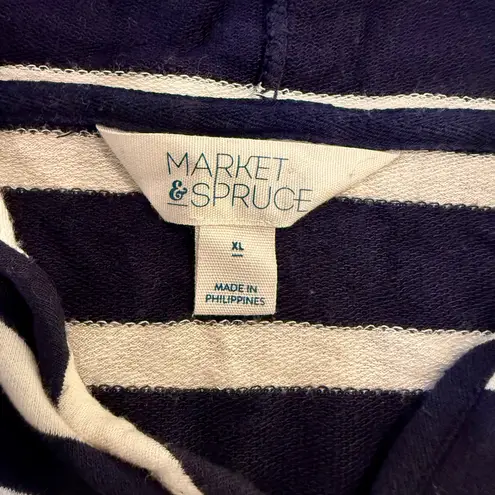 MARKET
& SPRUCE
XL
MADE IN
PHILIPPINES